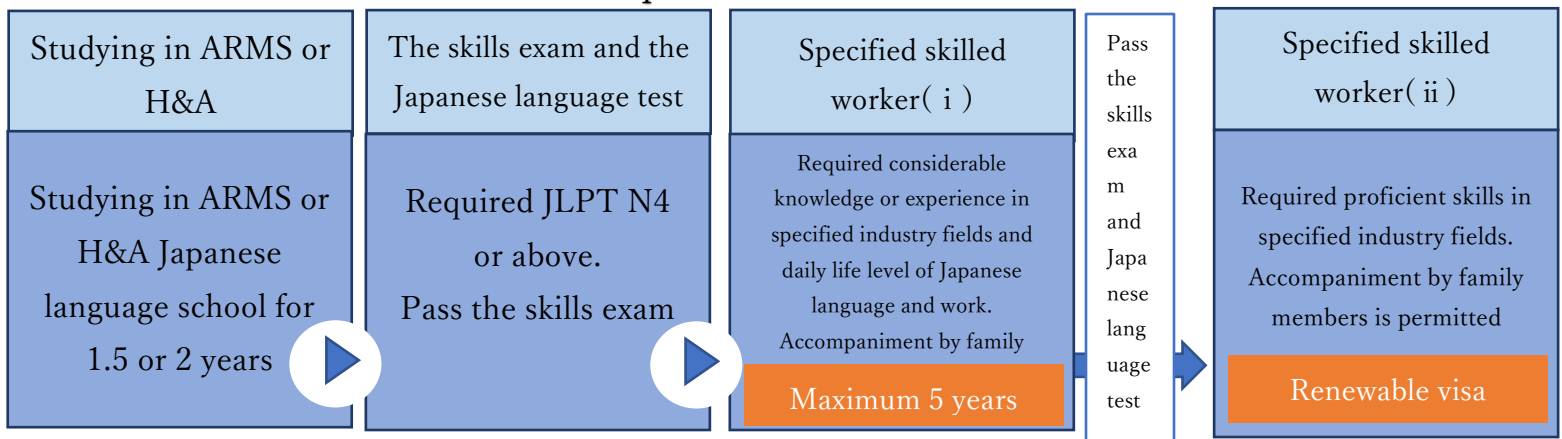 Studying in ARMS or
H&A
Studying in ARMS or
H&A Japanese
language school for
1.5 or 2 years
The skills exam and the
Japanese language test
Required JLPT N4
or above.
Pass the skills exam
Specified skilled
worker( i )
Required considerable
knowledge or experience in
specified industry fields and
daily life level of Japanese
language and work.
Accompaniment by family
Maximum 5 years
Pass
the
skills
exa
m
and
Japa
nese
lang
uage
test
Specified skilled
worker( ii )
Required proficient skills in
specified industry fields.
Accompaniment by family
members is permitted
Renewable visa